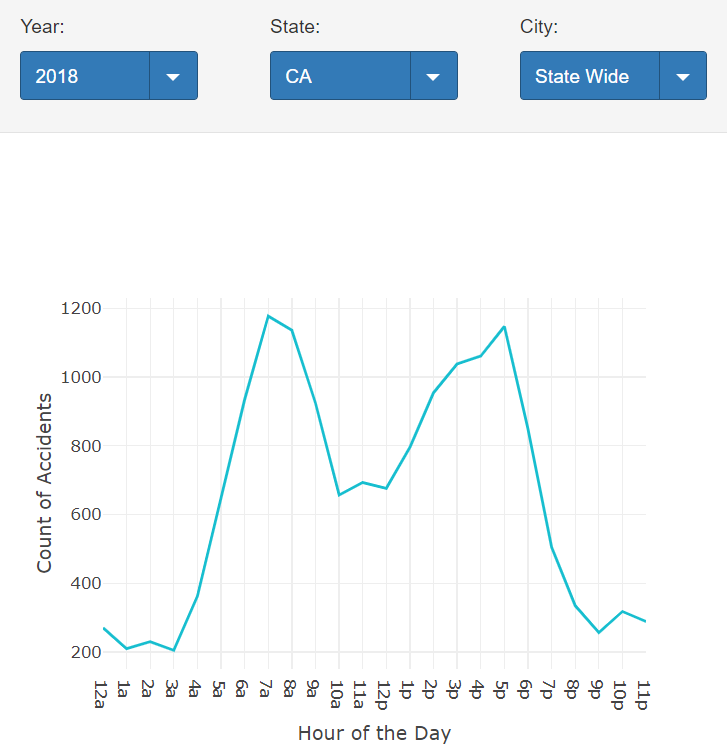 Year: State: City:
2018 CA State Wide
1200
1000
800
600
400
200
Count of Accidents
12a 1a 2a 3a 4a 5a 6a 7a 8a 9a 10a 11a 12p 1p 2p 3p 4p 5p 6p 7p 8p 9p 10p 11p
Hour of the Day